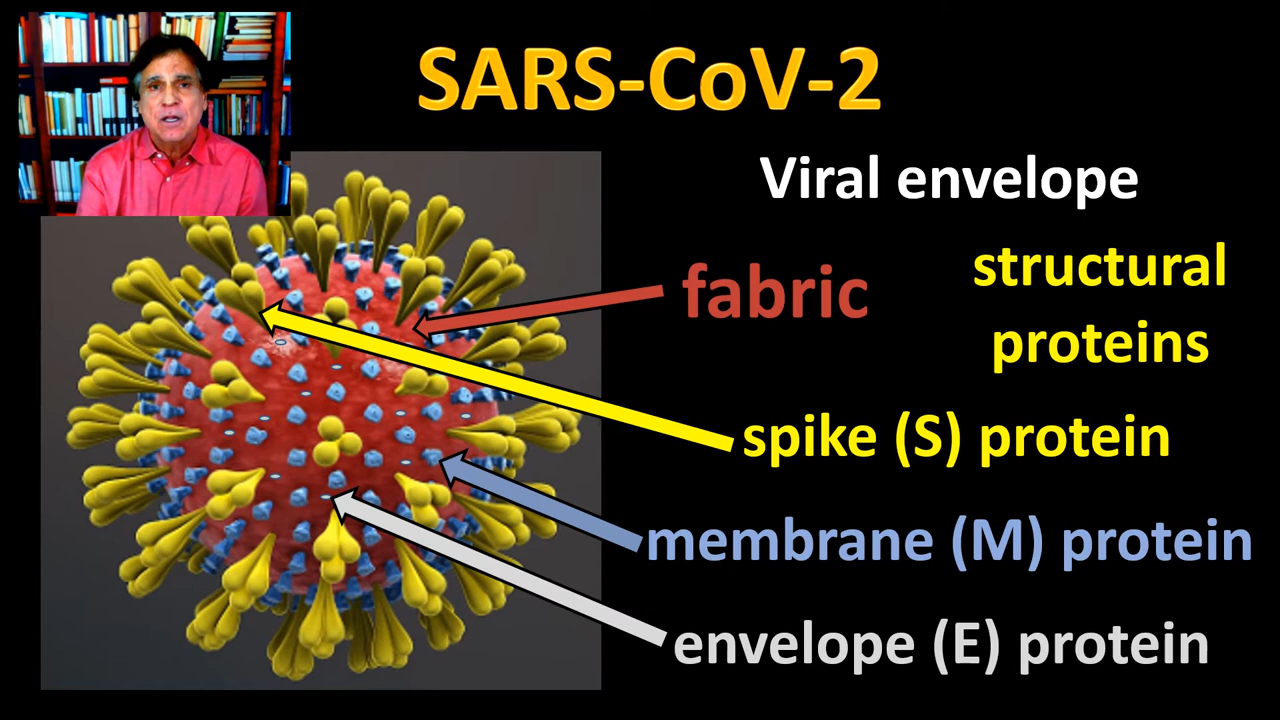 SARS-CoV-2
Viral envelope
structural
proteins
fabric
spike (S) protein
membrane (M) protein
envelope (E) protein